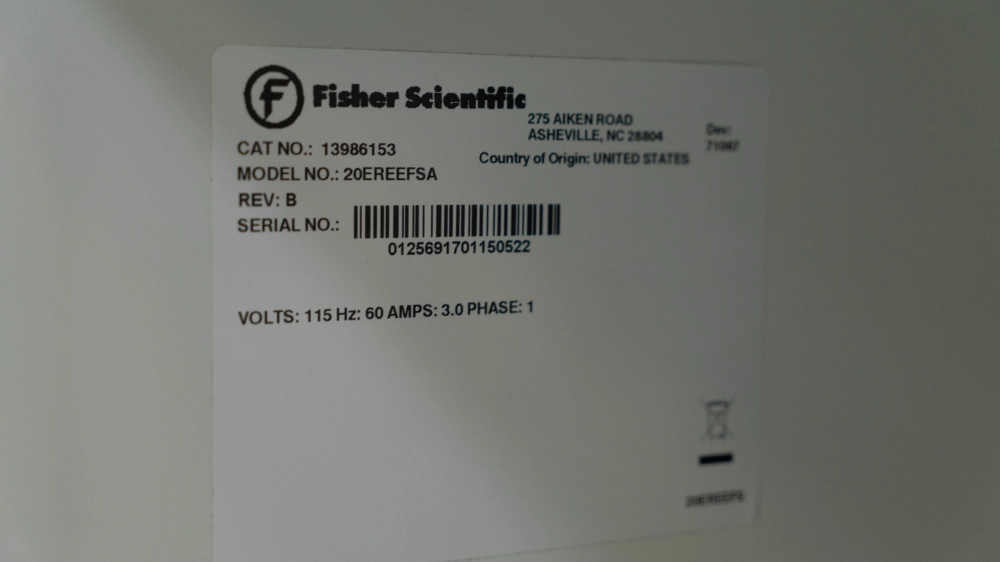 Fisher Scientific
275 AIKEN ROAD
ASHEVILLE, NC 28804
Country of Origin: UNITED STATES
CAT NO.: 13986153
MODEL NO.: 20EREEFSA
REV: B
SERIAL NO.:
0125691701150522
VOLTS: 115 Hz: 60 AMPS: 3.0 PHASE: 1